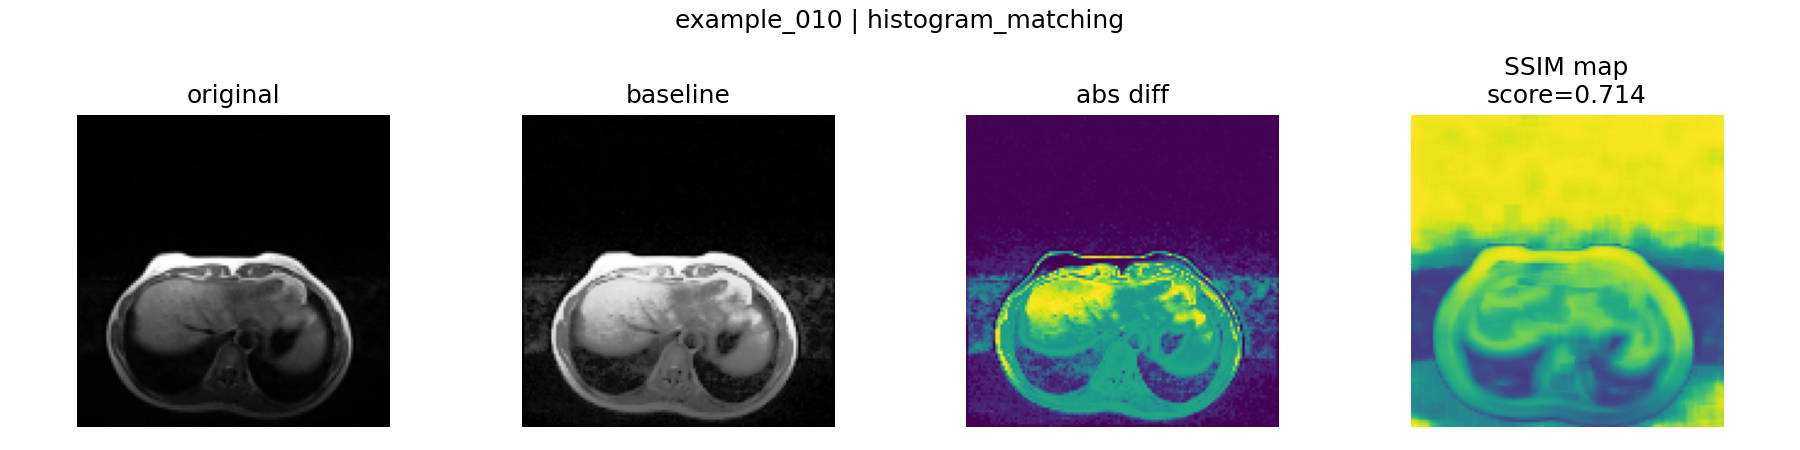 example_010 | histogram_matching
original
baseline
abs diff
SSIM map
score=0.714